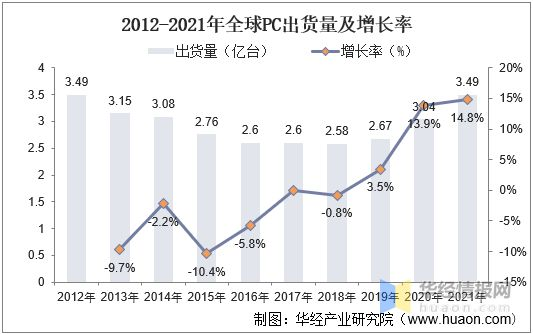 2012-2021年全球PC出货量及增长率
出货量（亿台） 增长率（%）
4 20%
3.5 15%
3 10%
2.5 5%
2 0%
1.5 -5%
1 -10%
0.5 -15%
0 15%
3.49 3.15 3.08 2.76 2.6 2.6 2.58 2.67 3.04 3.49
-9.7% -2.2% -10.4% -5.8% -0.8% 3.5% 13.9% 14.8%
2012年 2013年 2014年 2015年 2016年 2017年 2018年 2019年 2020年 2021年
华经情报网
huaon.com
制图：华经产业研究院（www.huaon.com）